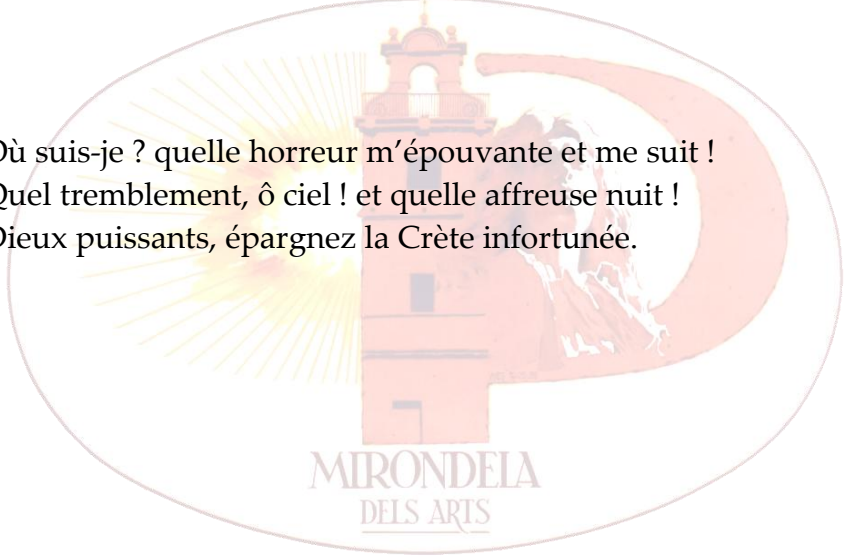 Où suis-je ? quelle horreur m’épouvante et me suit !
Quel tremblement, ô ciel ! et quelle affreuse nuit !
Dieux puissants, épargnez la Crète infortunée.
MIRONDELA
DELS ARTS